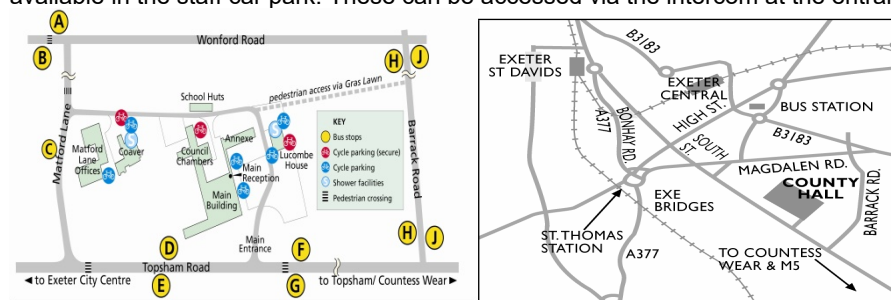 available in the staff car park. These can be accessed via the intercom at the
A
Wonford Road
B
H
J
pedestrian access via Gras Lawn
School Huts
Matford Lane
C
Matford
Lane
Offices
Coaver
Council
Chambers
Annexe
Lucombe
House
Main
Reception
Main
Building
KEY
Bus stops
Cycle parking (secure)
Cycle parking
S Shower facilities
Pedestrian crossing
Barrack Road
H
J
D
Main
Entrance
F
Topsham Road
E
G
to Exeter City Centre
to Topsham/ Countess Wear
B3183
EXETER
ST DAVIDS
EXETER
CENTRAL
BUS STATION
A377
BONHAY RD.
HIGH ST.
SOUTH
ST.
B3183
MAGDALEN RD.
COUNTY
HALL
BARRACK RD.
EXE
BRIDGES
ST.THOMAS
STATION
A377
TO COUNTESS
WEAR & M5